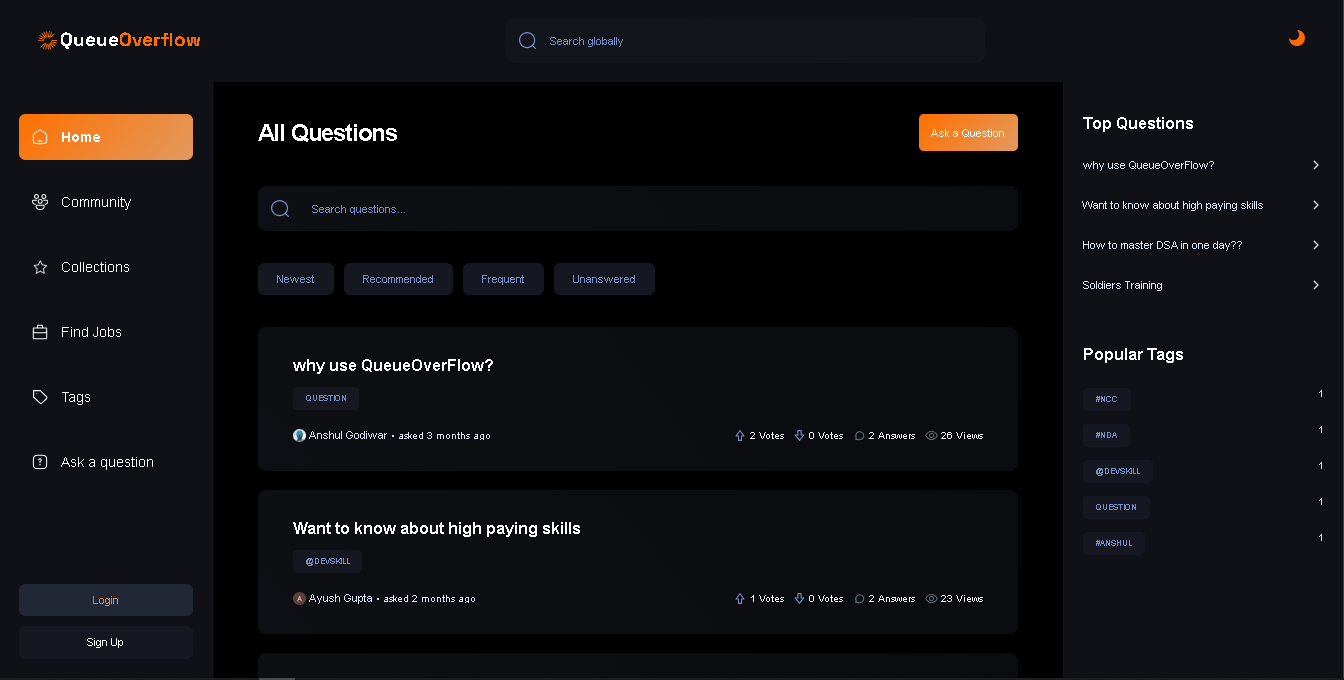 QueueOverflow
Search globally
Home
Community
Collections
Find Jobs
Tags
Ask a question
Login
Sign Up
All Questions
Ask a Question
Search questions...
Newest
Recommended
Frequent
Unanswered
why use QueueOverFlow?
QUESTION
Anshul Godiwar • asked 3 months ago
2 Votes
0 Votes
2 Answers
26 Views
Want to know about high paying skills
@DEVSKILL
A
Ayush Gupta • asked 2 months ago
1 Votes
0 Votes
2 Answers
23 Views
Top Questions
why use QueueOverFlow?
Want to know about high paying skills
How to master DSA in one day??
Soldiers Training
Popular Tags
#NCC 1
#NDA 1
@DEVSKILL 1
QUESTION 1
#ANSHUL 1